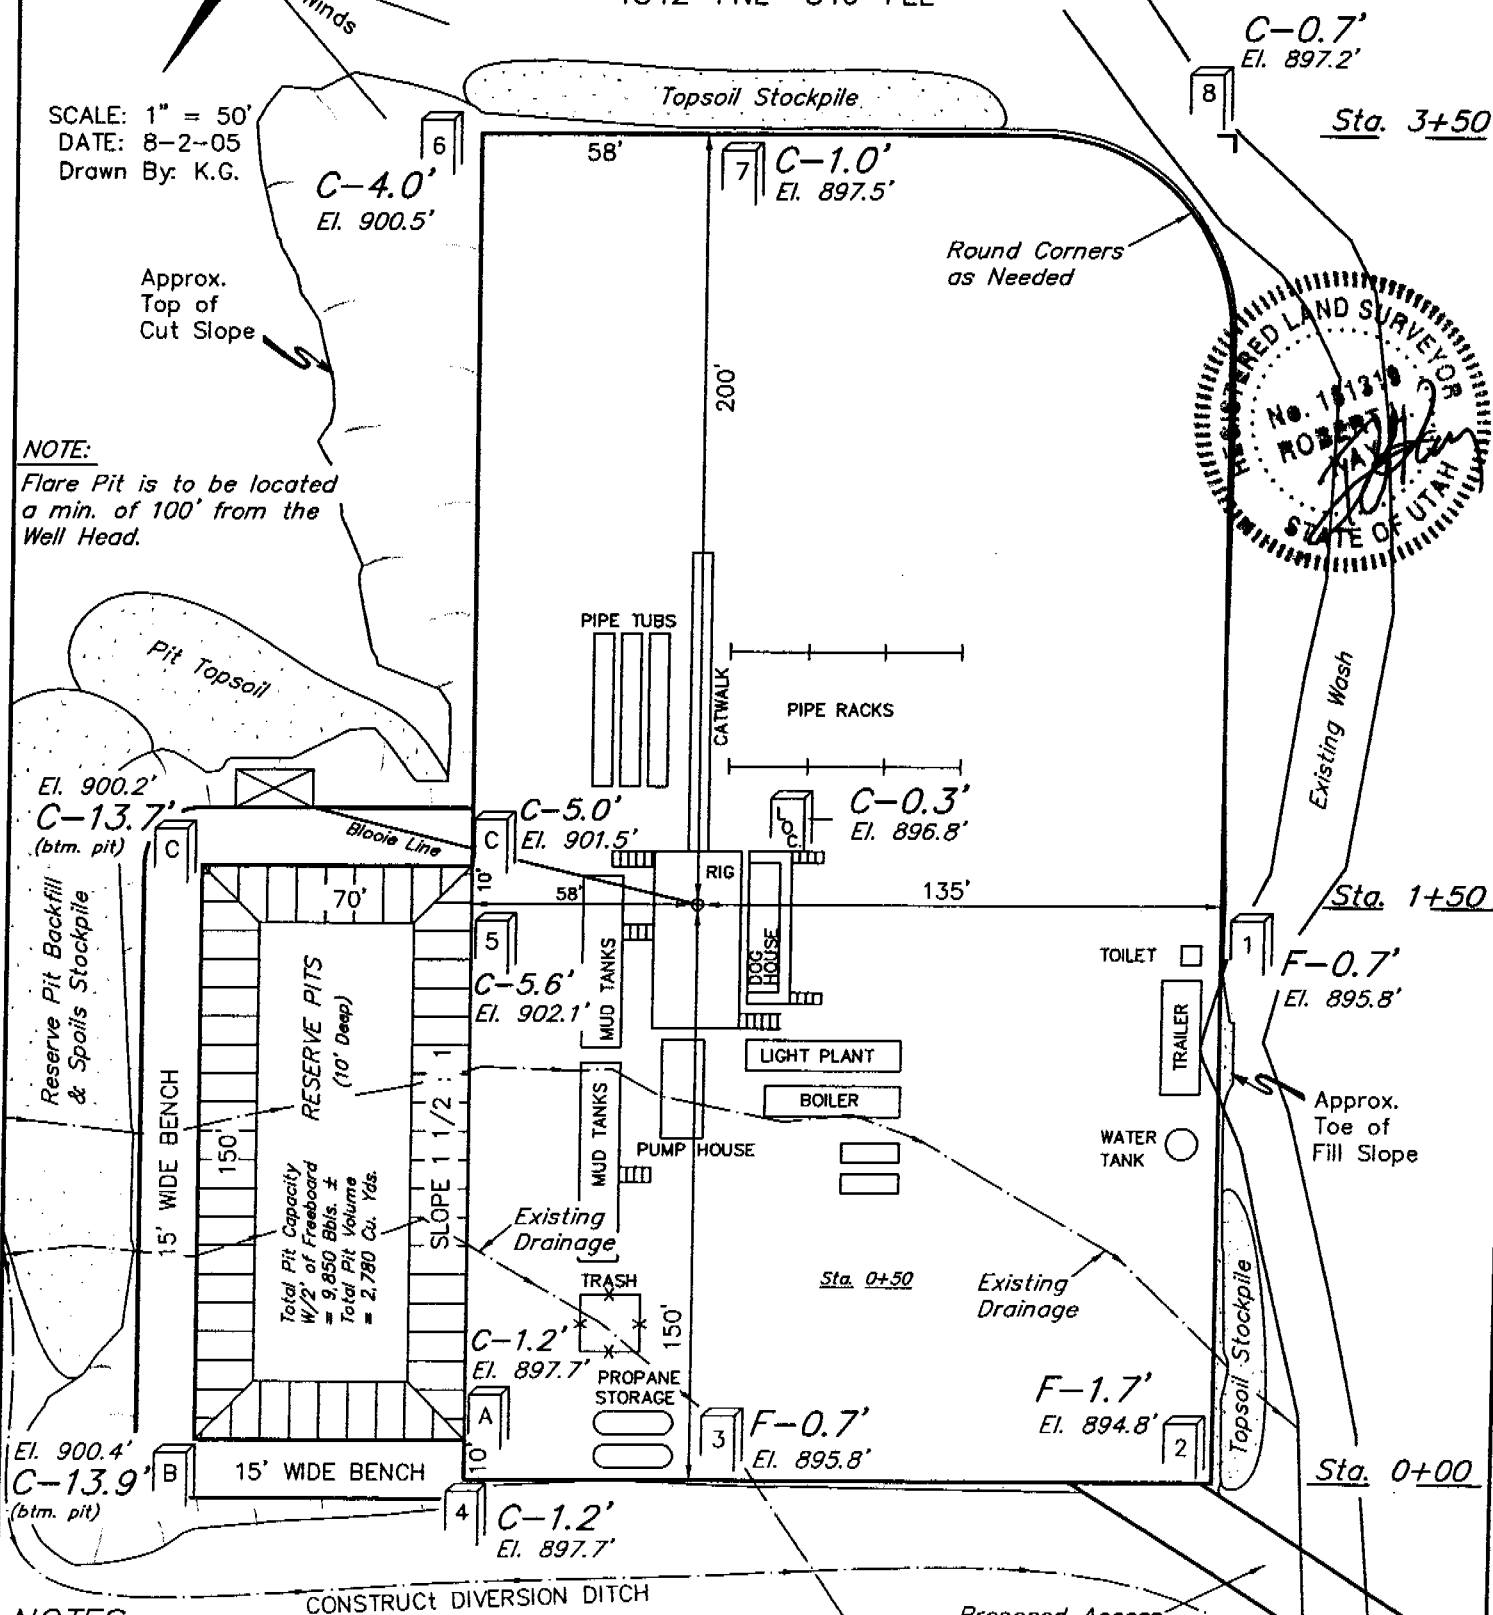 Winds
C-0.7'
El. 897.2'
8
Sta. 3+50
SCALE: 1" = 50'
DATE: 8-2-05
Drawn By: K.G.
Topsoil Stockpile
6
C-4.0'
El. 900.5'
58'
7
C-1.0'
El. 897.5'
Round Corners
as Needed
Approx.
Top of
Cut Slope
200'
REGISTERED LAND SURVEYOR
No. 161319
ROBERT
KAY
STATE OF UTAH
NOTE:
Flare Pit is to be located
a min. of 100' from the
Well Head.
PIPE TUBS
CATWALK
PIPE RACKS
Pit Topsoil
Existing Wash
El. 900.2'
C-13.7'
(btm. pit)
C
Blooie Line
C
C-5.0'
El. 901.5'
LOC.
C-0.3'
El. 896.8'
RIG
10'
70'
58'
135'
Sta. 1+50
Reserve Pit Backfill
& Spoils Stockpile
5
C-5.6'
El. 902.1'
MUD TANKS
DOG
HOUSE
TOILET
1
F-0.7'
El. 895.8'
TRAILER
RESERVE PITS
(10' Deep)
LIGHT PLANT
BOILER
15' WIDE BENCH
150'
SLOPE 1 1/2 : 1
MUD TANKS
PUMP HOUSE
WATER
TANK
Approx.
Toe of
Fill Slope
Total Pit Capacity
W/2' of Freeboard
= 9,850 Bbls. ±
Total Pit Volume
= 2,780 Cu. Yds.
Existing
Drainage
Sta. 0+50
Existing
Drainage
TRASH
150'
Topsoil Stockpile
C-1.2'
El. 897.7'
PROPANE
STORAGE
A
10'
3
F-0.7'
El. 895.8'
F-1.7'
El. 894.8'
2
El. 900.4'
C-13.9'
(btm. pit)
B
15' WIDE BENCH
Sta. 0+00
4
C-1.2'
El. 897.7'
CONSTRUCt DIVERSION DITCH